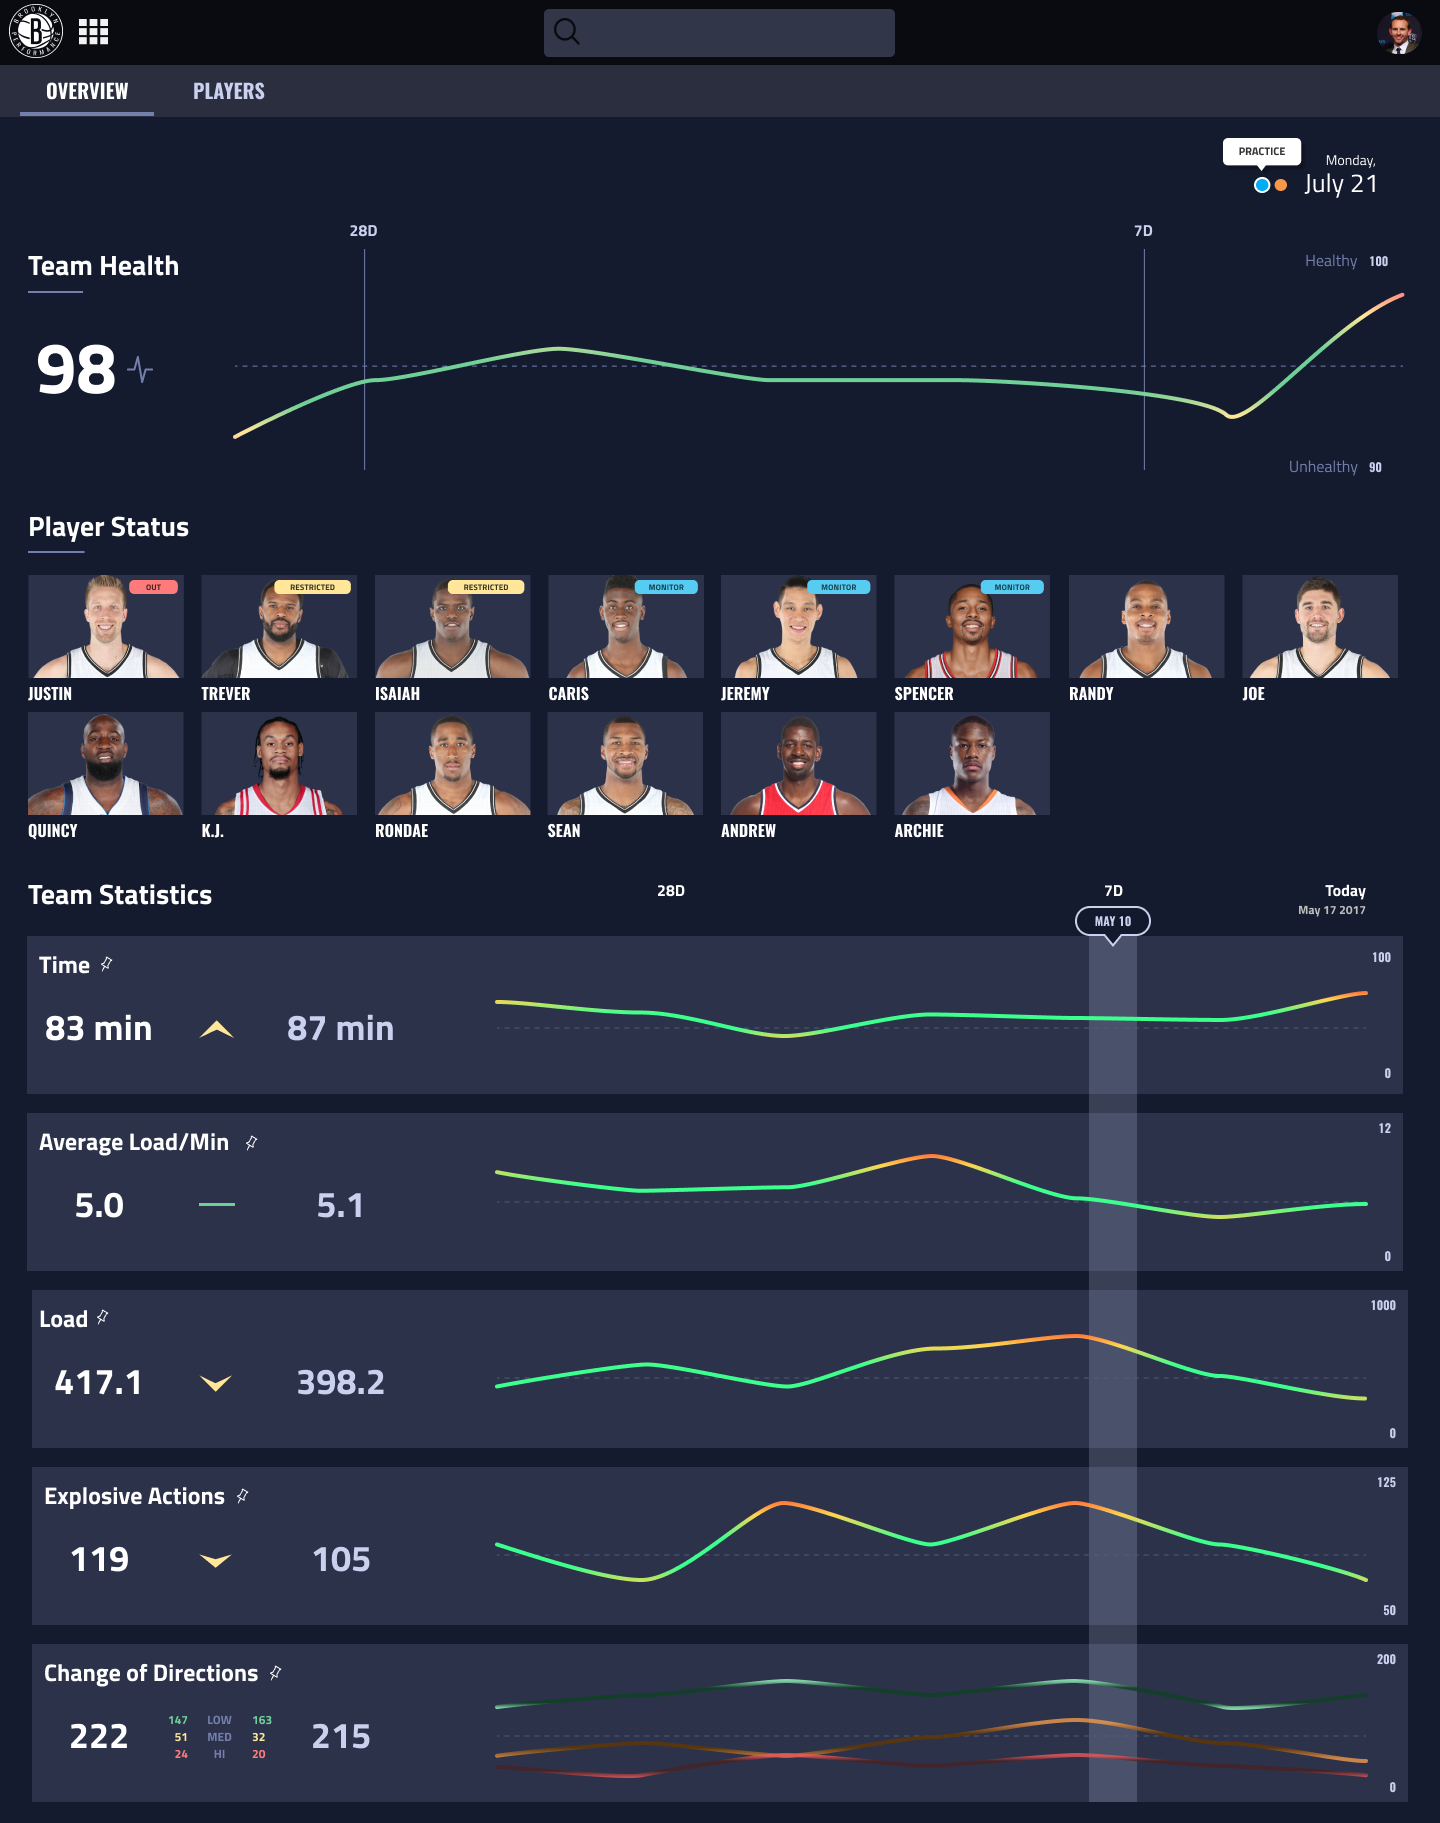 BROOKLYN
B
PERFORMANCE
OVERVIEW PLAYERS
PRACTICE
Monday,
July 21
28D 7D
Team Health
Healthy 100
98
Unhealthy 90
Player Status
OUT RESTRICTED RESTRICTED MONITOR MONITOR MONITOR
JUSTIN TREVER ISAIAH CARIS JEREMY SPENCER RANDY JOE
QUINCY K.J. RONDAE SEAN ANDREW ARCHIE
Team Statistics 28D 7D Today
May 17 2017
MAY 10
Time 100
83 min 87 min
0
Average Load/Min 12
5.0 5.1
0
Load 1000
417.1 398.2
0
Explosive Actions 125
119 105
50
Change of Directions 200
147 LOW 163
222 51 MED 32 215
24 HI 20
0